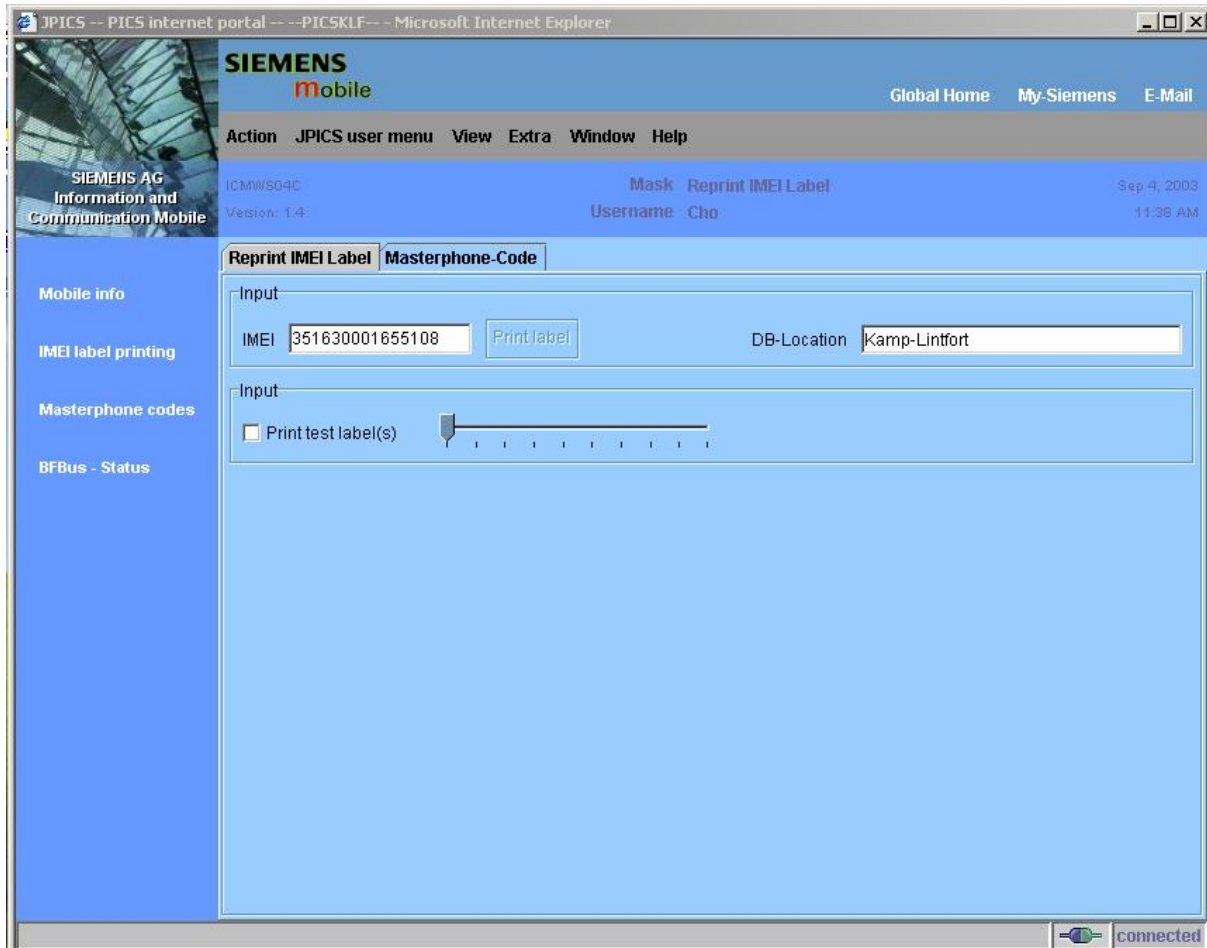 JPICS -- PICS internet portal -- --PICSKLF-- - Microsoft Internet Explorer
SIEMENS
mobile
Global Home My-Siemens E-Mail
Action JPICS user menu View Extra Window Help
SIEMENS AG
Information and
Communication Mobile
ICMWS04C Mask Reprint IMEI Label Sep 4, 2003
Version: 1.4 Username Cho 11:38 AM
Reprint IMEI Label Masterphone-Code
Mobile info
IMEI label printing
Masterphone codes
BFBus - Status
Input
IMEI 351630001655108 Print label DB-Location Kamp-Lintfort
Input
Print test label(s)
connected